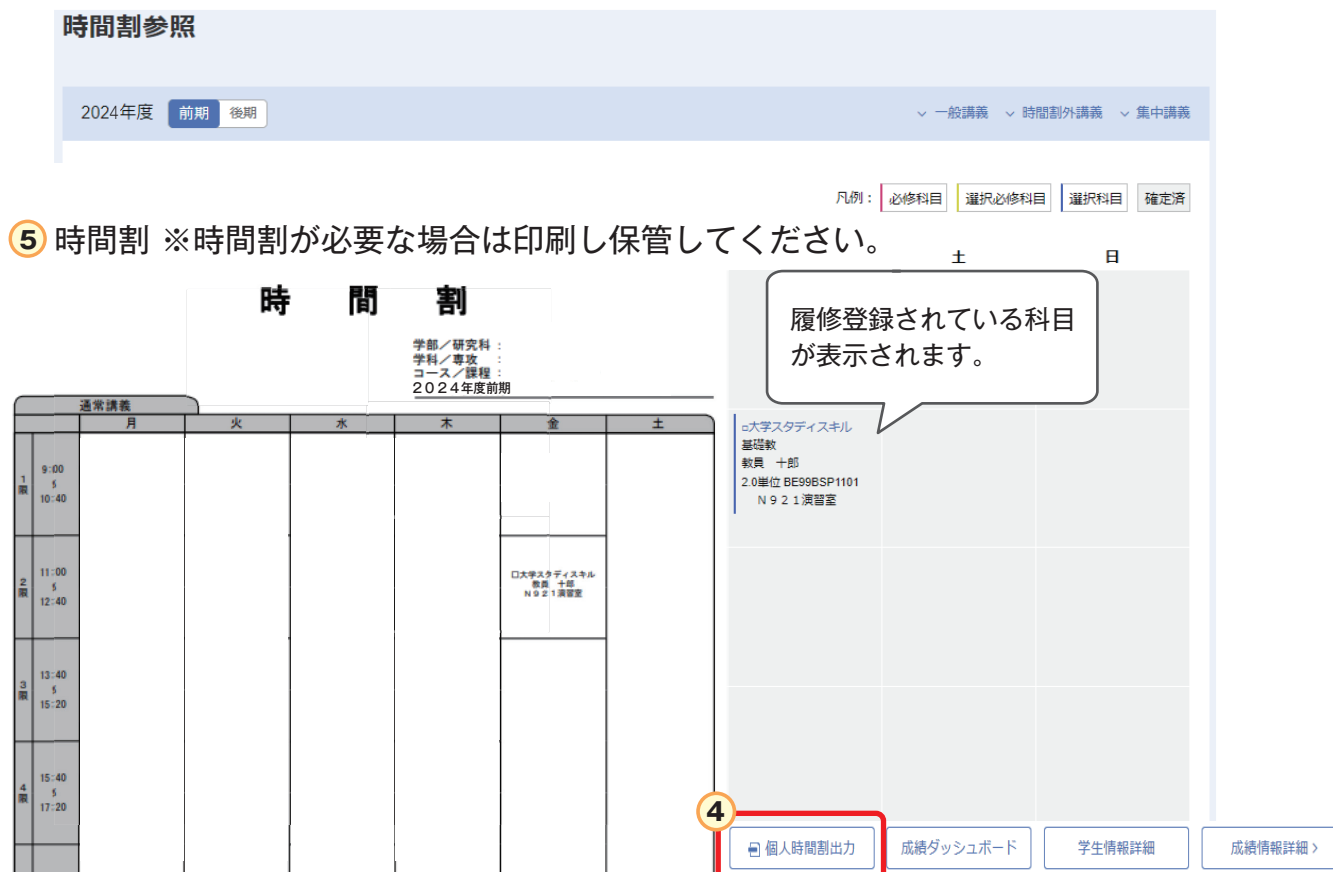 時間割参照
2024年度 前期 後期
一般講義 時間割外講義 集中講義
凡例： 必修科目 選択必修科目 選択科目 確定済
⑤ 時間割 ※時間割が必要な場合は印刷し保管してください。
土 日
履修登録されている科目
が表示されます。
時 間 割
学部／研究科：
学科／専攻：
コース／課程：
２０２４年度前期
通常講義
月 火 水 木 金 土
1限 9:00 〜 10:40
2限 11:00 〜 12:40
口大学スタディスキル
教員 十郎
Ｎ９２１演習室
3限 13:40 〜 15:20
4限 15:40 〜 17:20
□大学スタディスキル
基礎教
教員 十郎
2.0単位 BE99BSP1101
Ｎ９２１演習室
④
個人時間割出力 成績ダッシュボード 学生情報詳細 成績情報詳細 >